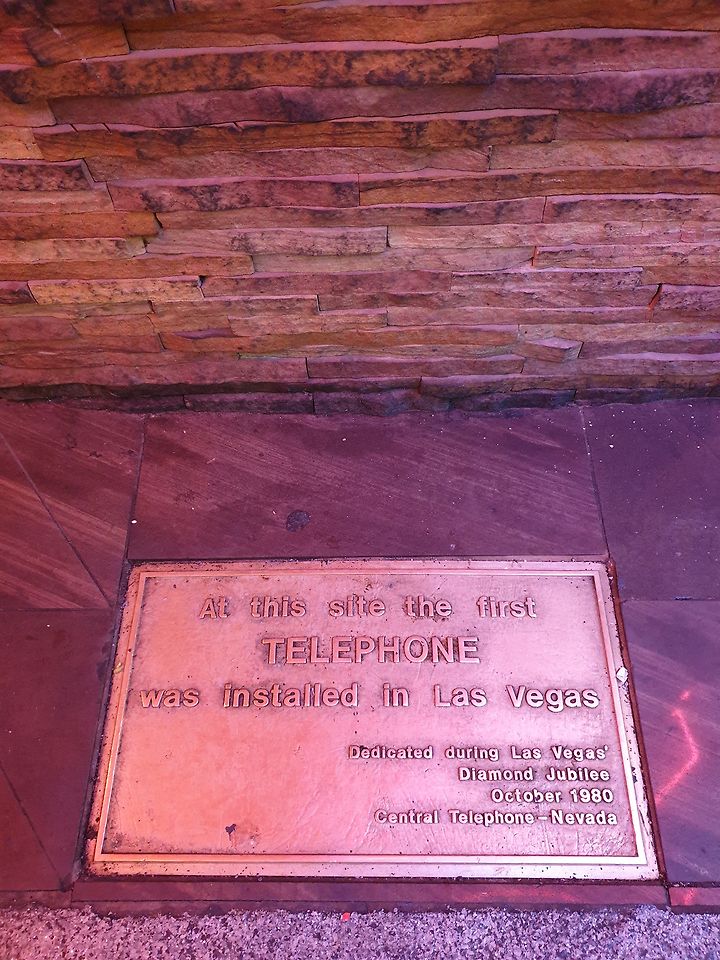 At this site the first
TELEPHONE
was installed in Las Vegas
Dedicated during Las Vegas'
Diamond Jubilee
October 1980
Central Telephone-Nevada